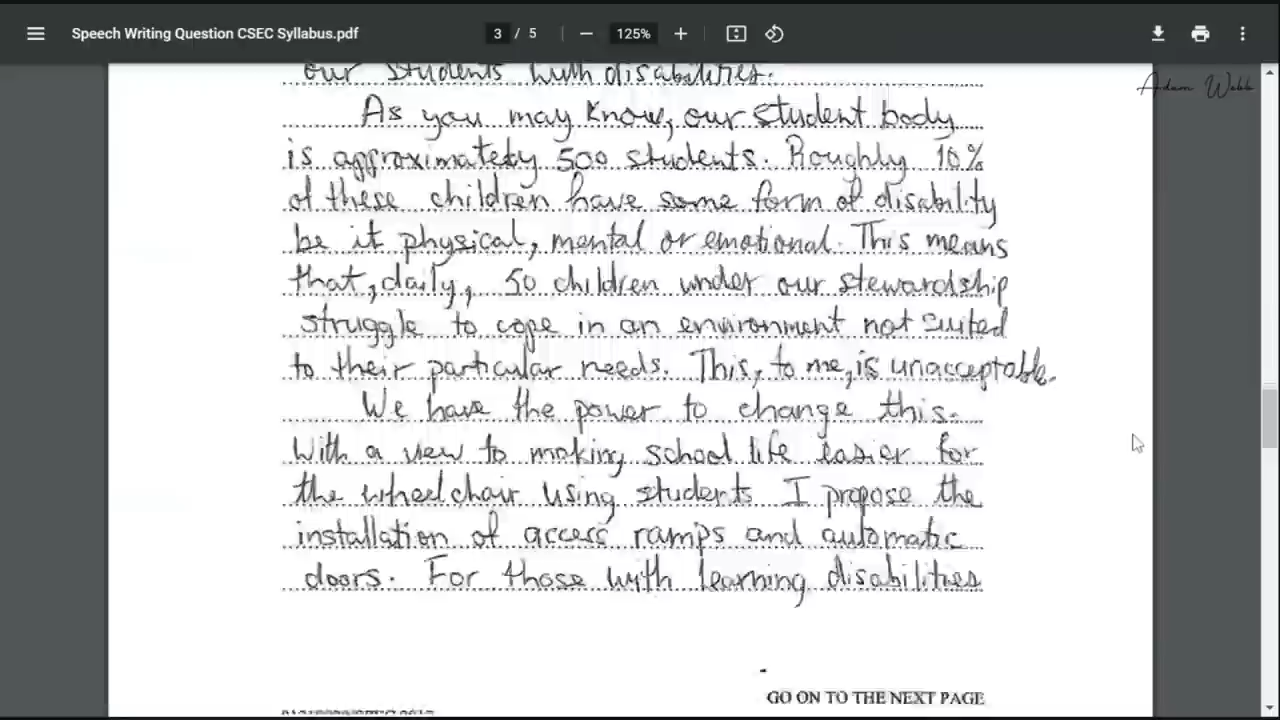 Speech Writing Question CSEC Syllabus.pdf
3 / 5
125%
Adam Webb
our students with disabilities.
As you may know, our student body
is approximately 500 students. Roughly 10%
of these children have some form of disability
be it physical, mental or emotional. This means
that, daily, 50 children under our stewardship
struggle to cope in an environment not suited
to their particular needs. This, to me, is unacceptable.
We have the power to change this.
With a view to making school life easier for
the wheelchair using students I propose the
installation of access ramps and automatic
doors. For those with learning disabilities
GO ON TO THE NEXT PAGE